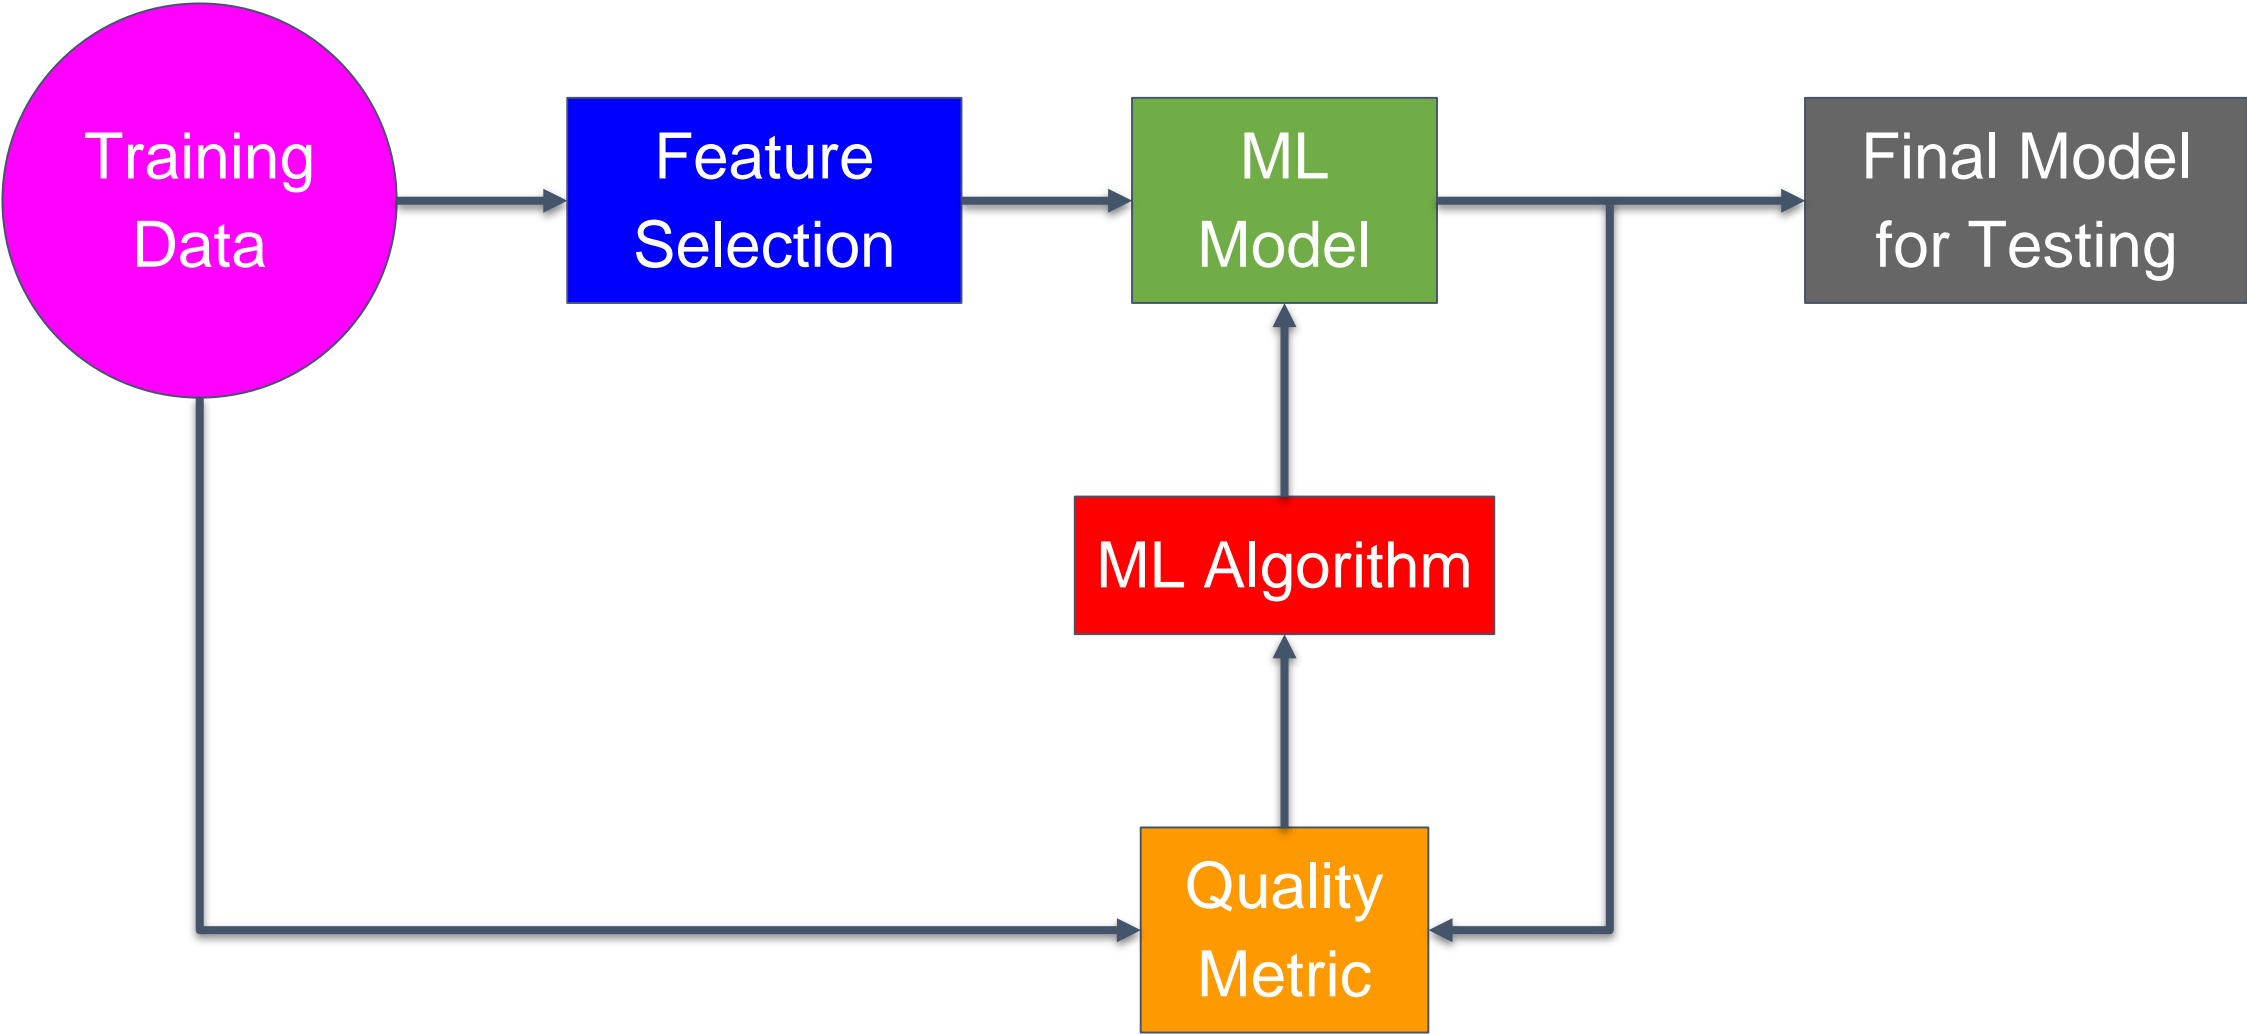 Training
Data
Feature
Selection
ML
Model
Final Model
for Testing
ML Algorithm
Quality
Metric